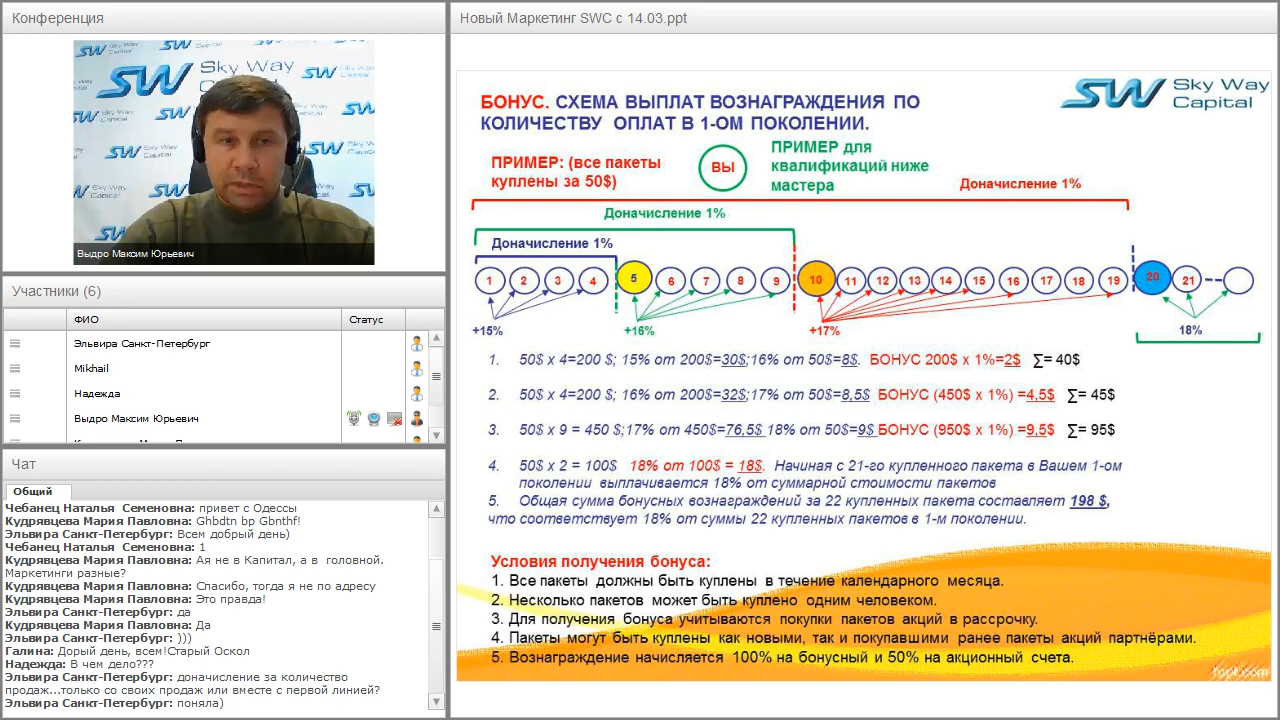 Конференция
SW Sky Way Capital
Выдро Максим Юрьевич
Участники (6)
ФИО
Статус
Эльвира Санкт-Петербург
Mikhail
Надежда
Выдро Максим Юрьевич
Чат
Общий
Чебанец Наталья Семеновна: привет с Одессы
Кудрявцева Мария Павловна: Ghbdtn bp Gbnthf!
Эльвира Санкт-Петербург: Всем добрый день)
Чебанец Наталья Семеновна: 1
Кудрявцева Мария Павловна: Ая не в Капитал, а в головной.
Маркетинги разные?
Кудрявцева Мария Павловна: Спасибо, тогда я не по адресу
Кудрявцева Мария Павловна: Это правда!
Эльвира Санкт-Петербург: да
Кудрявцева Мария Павловна: Да
Эльвира Санкт-Петербург: )))
Галина: Дорый день, всем!Старый Оскол
Надежда: В чем дело???
Эльвира Санкт-Петербург: доначисление за количество
продаж...только со своих продаж или вместе с первой линией?
Эльвира Санкт-Петербург: поняла)
Новый Маркетинг SWC с 14.03.ppt
SW Sky Way
Capital
БОНУС. СХЕМА ВЫПЛАТ ВОЗНАГРАЖДЕНИЯ ПО
КОЛИЧЕСТВУ ОПЛАТ В 1-ОМ ПОКОЛЕНИИ.
ПРИМЕР: (все пакеты
куплены за 50$)
ВЫ
ПРИМЕР для
квалификаций ниже
мастера
Доначисление 1%
Доначисление 1%
Доначисление 1%
1 2 3 4 5 6 7 8 9 10 11 12 13 14 15 16 17 18 19 20 21
+15% +16% +17% 18%
1. 50$ x 4=200 $; 15% от 200$=30$;16% от 50$=8$. БОНУС 200$ x 1%=2$ ∑= 40$
2. 50$ x 4=200 $; 16% от 200$=32$;17% от 50$=8,5$ БОНУС (450$ x 1%) =4,5$ ∑= 45$
3. 50$ x 9 = 450 $;17% от 450$=76,5$ 18% от 50$=9$ БОНУС (950$ x 1%) =9,5$ ∑= 95$
4. 50$ x 2 = 100$ 18% от 100$ = 18$. Начиная с 21-го купленного пакета в Вашем 1-ом
поколении выплачивается 18% от суммарной стоимости пакетов
5. Общая сумма бонусных вознаграждений за 22 купленных пакета составляет 198 $,
что соответствует 18% от суммы 22 купленных пакетов в 1-м поколении.
Условия получения бонуса:
1. Все пакеты должны быть куплены в течение календарного месяца.
2. Несколько пакетов может быть куплено одним человеком.
3. Для получения бонуса учитываются покупки пакетов акций в рассрочку.
4. Пакеты могут быть куплены как новыми, так и покупавшими ранее пакеты акций партнёрами.
5. Вознаграждение начисляется 100% на бонусный и 50% на акционный счета.
fppt.com